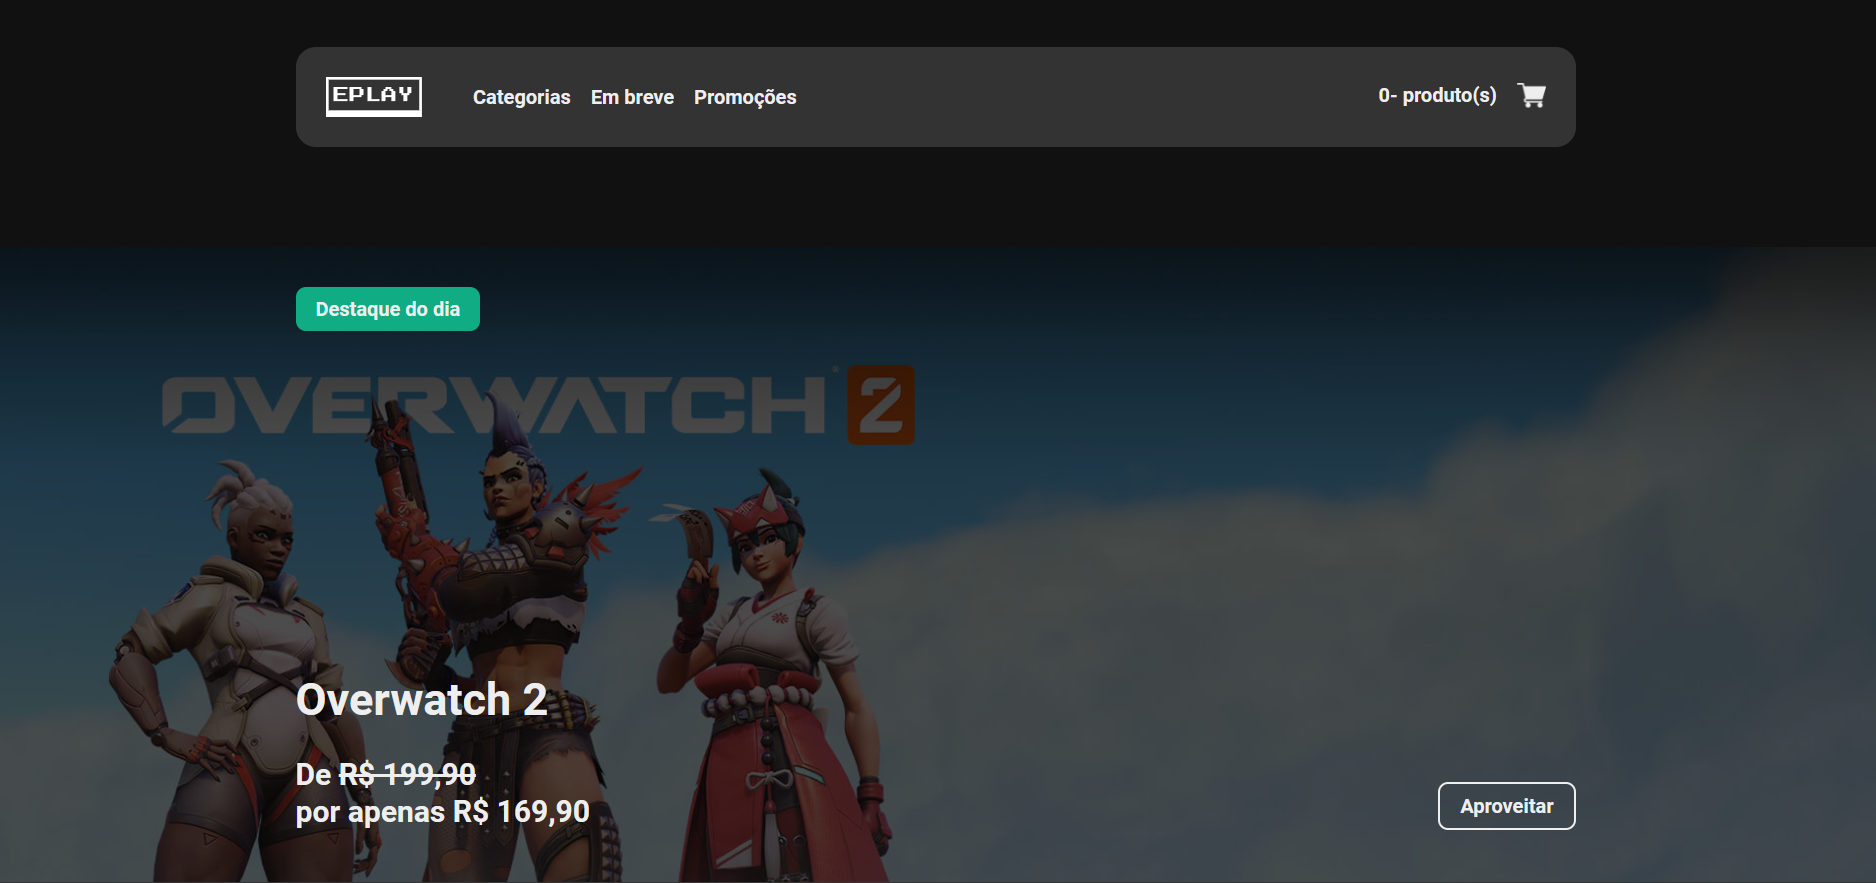 EPLAY
Categorias Em breve Promoções
0- produto(s)
Destaque do dia
OVERWATCH 2
Overwatch 2
De R$ 199,90
por apenas R$ 169,90
Aproveitar